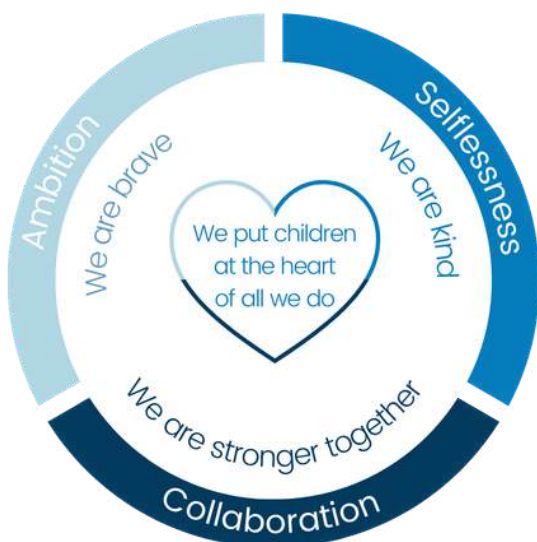 Ambition
We are brave
Selflessness
We are kind
We put children
at the heart
of all we do
We are stronger together
Collaboration